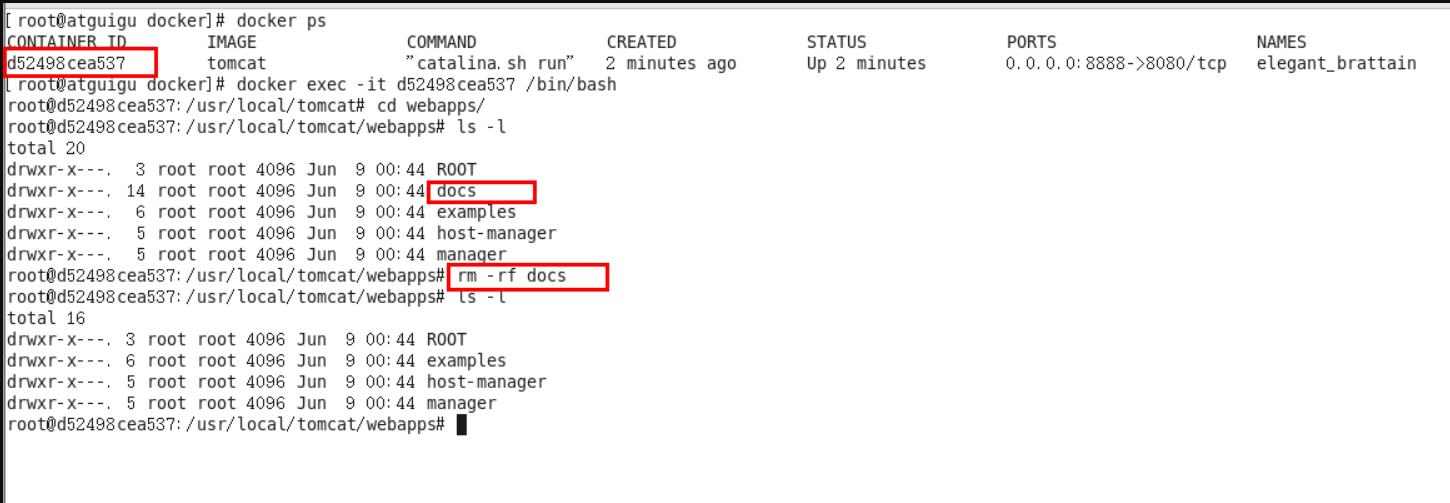 [root@atguigu docker]# docker ps
CONTAINER ID        IMAGE               COMMAND             CREATED             STATUS              PORTS                    NAMES
d52498cea537        tomcat              "catalina.sh run"   2 minutes ago       Up 2 minutes        0.0.0.0:8888->8080/tcp   elegant_brattain
[root@atguigu docker]# docker exec -it d52498cea537 /bin/bash
root@d52498cea537:/usr/local/tomcat# cd webapps/
root@d52498cea537:/usr/local/tomcat/webapps# ls -l
total 20
drwxr-x---.  3 root root 4096 Jun  9 00:44 ROOT
drwxr-x---. 14 root root 4096 Jun  9 00:44 docs
drwxr-x---.  6 root root 4096 Jun  9 00:44 examples
drwxr-x---.  5 root root 4096 Jun  9 00:44 host-manager
drwxr-x---.  5 root root 4096 Jun  9 00:44 manager
root@d52498cea537:/usr/local/tomcat/webapps# rm -rf docs
root@d52498cea537:/usr/local/tomcat/webapps# ls -l
total 16
drwxr-x---. 3 root root 4096 Jun  9 00:44 ROOT
drwxr-x---. 6 root root 4096 Jun  9 00:44 examples
drwxr-x---. 5 root root 4096 Jun  9 00:44 host-manager
drwxr-x---. 5 root root 4096 Jun  9 00:44 manager
root@d52498cea537:/usr/local/tomcat/webapps#